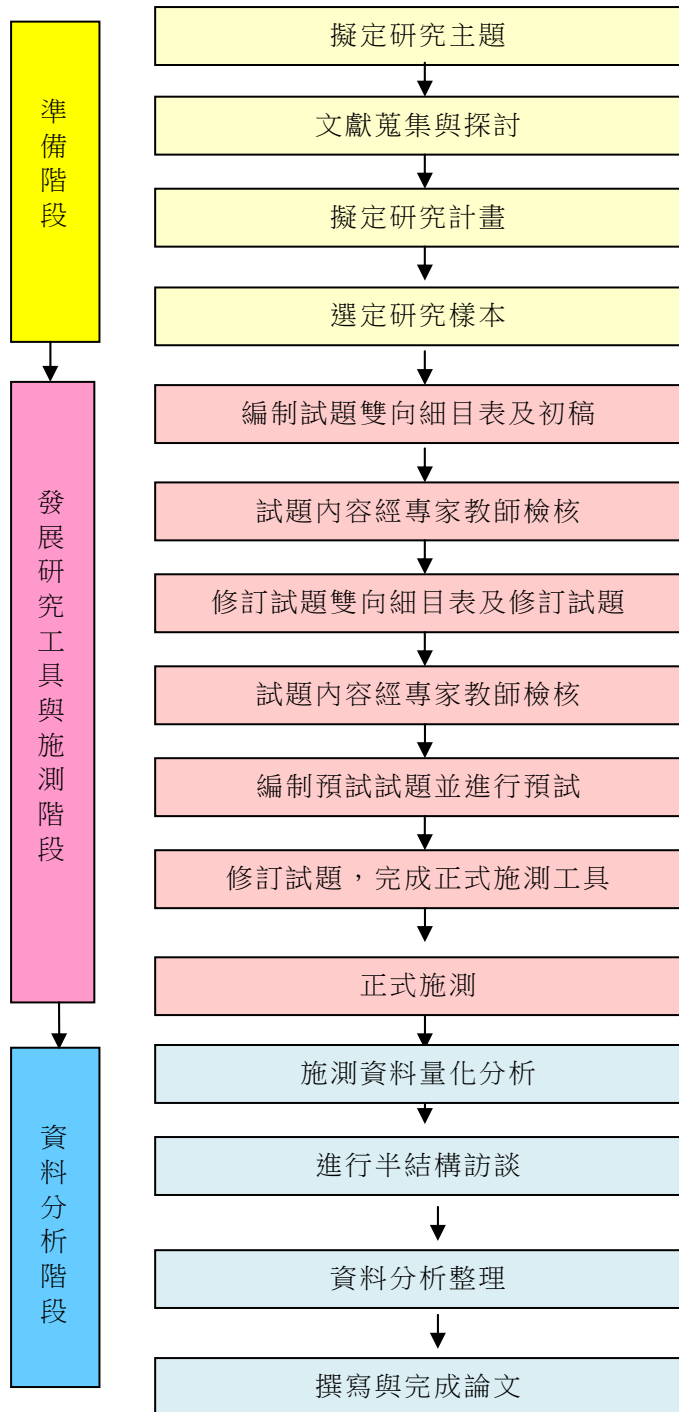 準備階段
擬定研究主題
文獻蒐集與探討
擬定研究計畫
選定研究樣本
發展研究工具與施測階段
編制試題雙向細目表及初稿
試題內容經專家教師檢核
修訂試題雙向細目表及修訂試題
試題內容經專家教師檢核
編制預試試題並進行預試
修訂試題，完成正式施測工具
正式施測
資料分析階段
施測資料量化分析
進行半結構訪談
資料分析整理
撰寫與完成論文